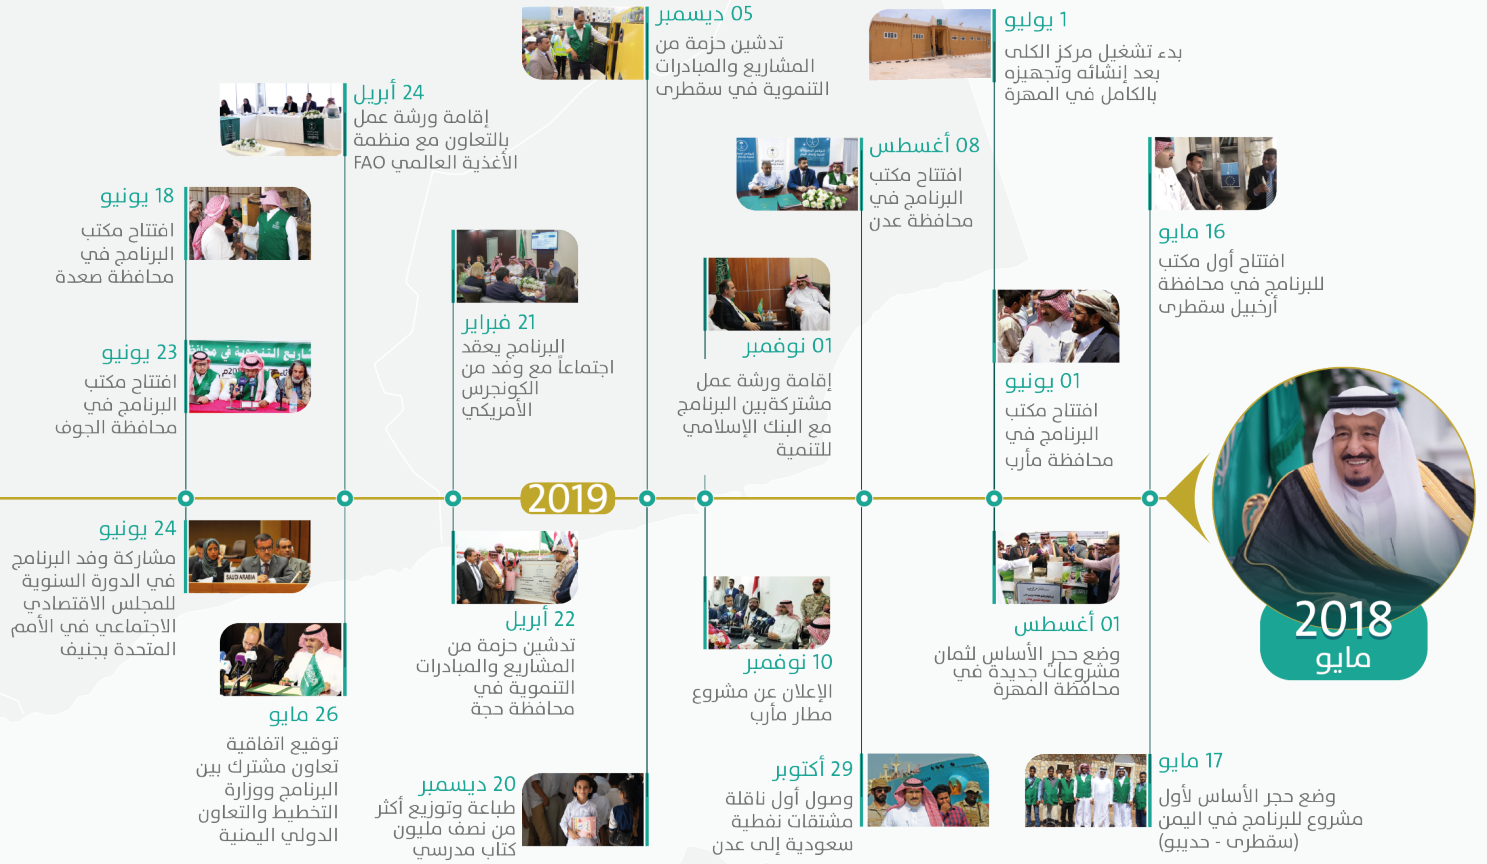 2018
مايو
16 مايو
افتتاح أول مكتب
للبرنامج في محافظة
أرخبيل سقطرى
17 مايو
وضع حجر الأساس لأول
مشروع للبرنامج في اليمن
(سقطرى - حديبو)
1 يوليو
بدء تشغيل مركز الكلى
بعد إنشائه وتجهيزه
بالكامل في المهرة
01 يونيو
افتتاح مكتب
البرنامج في
محافظة مأرب
01 أغسطس
وضع حجر الأساس لثمان
مشروعات جديدة في
محافظة المهرة
08 أغسطس
افتتاح مكتب
البرنامج في
محافظة عدن
29 أكتوبر
وصول أول ناقلة
مشتقات نفطية
سعودية إلى عدن
01 نوفمبر
إقامة ورشة عمل
مشتركةبين البرنامج
مع البنك الإسلامي
للتنمية
10 نوفمبر
الإعلان عن مشروع
مطار مأرب
05 ديسمبر
تدشين حزمة من
المشاريع والمبادرات
التنموية في سقطرى
20 ديسمبر
طباعة وتوزيع أكثر
من نصف مليون
كتاب مدرسي
2019
21 فبراير
البرنامج يعقد
اجتماعاً مع وفد من
الكونجرس
الأمريكي
22 أبريل
تدشين حزمة من
المشاريع والمبادرات
التنموية في
محافظة حجة
24 أبريل
إقامة ورشة عمل
بالتعاون مع منظمة
الأغذية العالمي FAO
26 مايو
توقيع اتفاقية
تعاون مشترك بين
البرنامج ووزارة
التخطيط والتعاون
الدولي اليمنية
18 يونيو
افتتاح مكتب
البرنامج في
محافظة صعدة
23 يونيو
افتتاح مكتب
البرنامج في
محافظة الجوف
24 يونيو
مشاركة وفد البرنامج
في الدورة السنوية
للمجلس الاقتصادي
الاجتماعي في الأمم
المتحدة بجنيف
SAUDI ARABIA